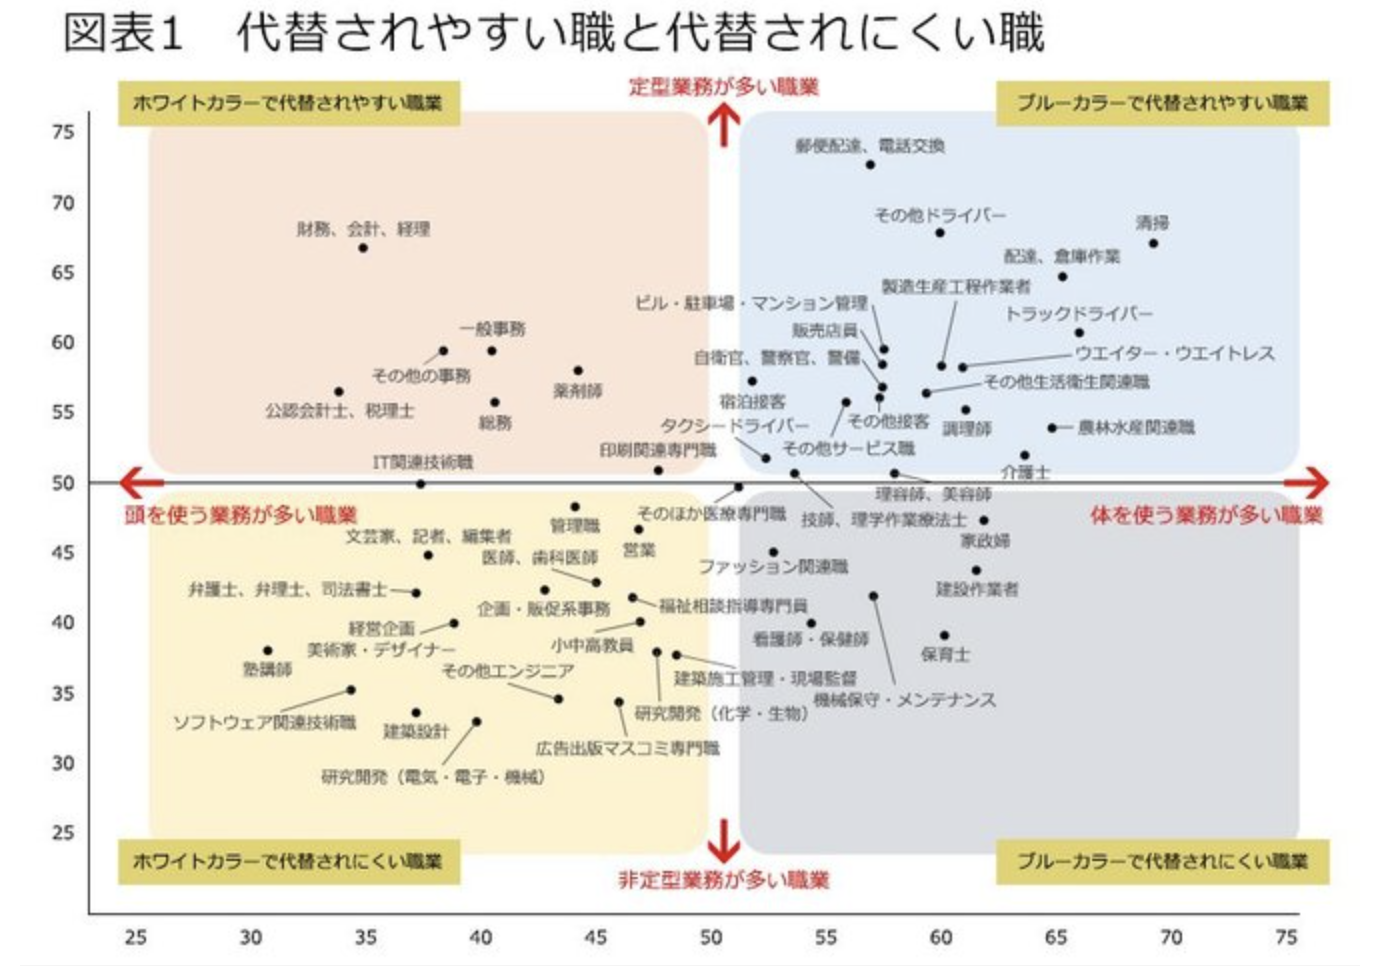 図表1　代替されやすい職と代替されにくい職
定型業務が多い職業
ホワイトカラーで代替されやすい職業
ブルーカラーで代替されやすい職業
75
郵便配達、電話交換
70
その他ドライバー
清掃
財務、会計、経理
配達、倉庫作業
65
製造生産工程作業者
ビル・駐車場・マンション管理
トラックドライバー
一般事務
販売店員
60
ウエイター・ウエイトレス
自衛官、警察官、警備
その他の事務
その他生活衛生関連職
薬剤師
宿泊接客
公認会計士、税理士
55
総務
その他接客
タクシードライバー
調理師
農林水産関連職
印刷関連専門職
その他サービス職
IT関連技術職
介護士
50
理容師、美容師
頭を使う業務が多い職業
そのほか医療専門職
体を使う業務が多い職業
技師、理学作業療法士
管理職
文芸家、記者、編集者
家政婦
営業
45
医師、歯科医師
ファッション関連職
弁護士、弁理士、司法書士
建設作業者
企画・販促系事務
福祉相談指導専門員
40
経営企画
看護師・保健師
小中高教員
美術家・デザイナー
保育士
塾講師
その他エンジニア
建築施工管理・現場監督
35
機械保守・メンテナンス
研究開発（化学・生物）
ソフトウェア関連技術職
建築設計
広告出版マスコミ専門職
30
研究開発（電気・電子・機械）
25
ホワイトカラーで代替されにくい職業
ブルーカラーで代替されにくい職業
非定型業務が多い職業
25 30 35 40 45 50 55 60 65 70 75